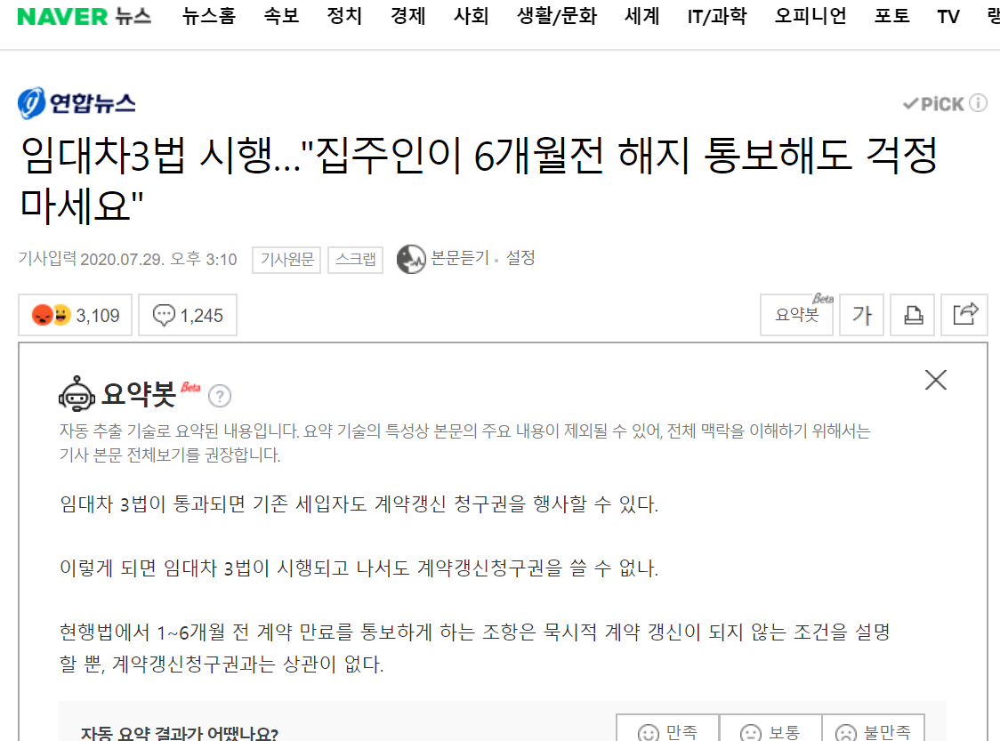 NAVER 뉴스 뉴스홈 속보 정치 경제 사회 생활/문화 세계 IT/과학 오피니언 포토 TV 랭
연합뉴스 PiCK i
임대차3법 시행..."집주인이 6개월전 해지 통보해도 걱정
마세요"
기사입력 2020.07.29. 오후 3:10 기사원문 스크랩 본문듣기 · 설정
3,109 1,245 요약봇 Beta 가
요약봇 Beta ?
자동 추출 기술로 요약된 내용입니다. 요약 기술의 특성상 본문의 주요 내용이 제외될 수 있어, 전체 맥락을 이해하기 위해서는
기사 본문 전체보기를 권장합니다.
임대차 3법이 통과되면 기존 세입자도 계약갱신 청구권을 행사할 수 있다.
이렇게 되면 임대차 3법이 시행되고 나서도 계약갱신청구권을 쓸 수 없나.
현행법에서 1~6개월 전 계약 만료를 통보하게 하는 조항은 묵시적 계약 갱신이 되지 않는 조건을 설명
할 뿐, 계약갱신청구권과는 상관이 없다.
자동 요약 결과가 어땠나요? 만족 보통 불만족